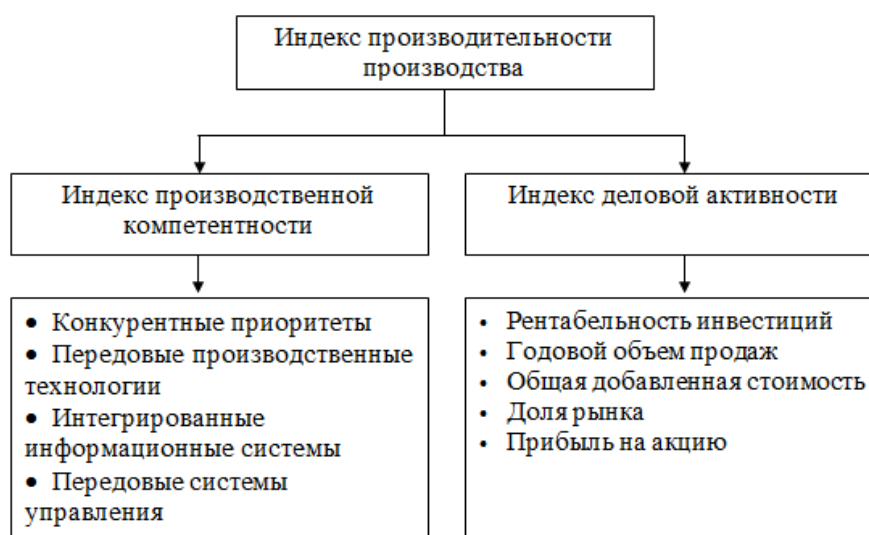 Индекс производительности
производства
Индекс производственной
компетентности
Индекс деловой активности
• Конкурентные приоритеты
• Передовые производственные
технологии
• Интегрированные
информационные системы
• Передовые системы
управления
• Рентабельность инвестиций
• Годовой объем продаж
• Общая добавленная стоимость
• Доля рынка
• Прибыль на акцию